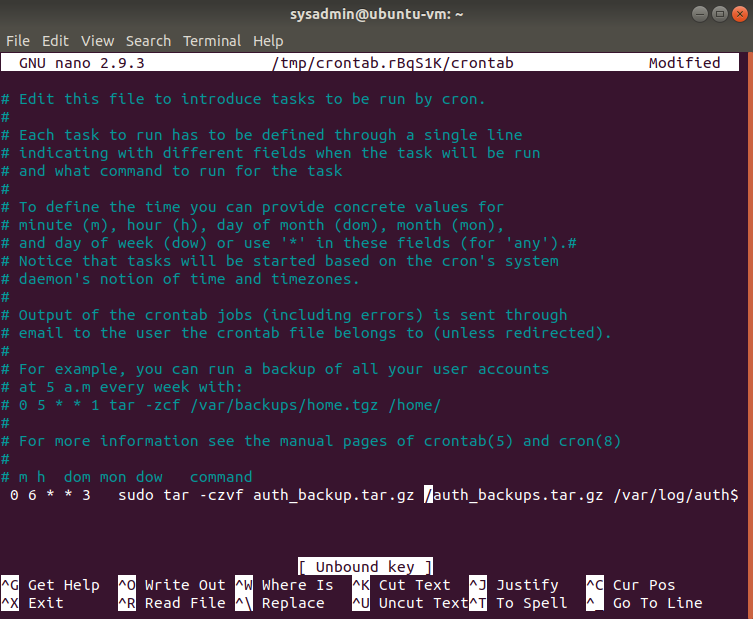 sysadmin@ubuntu-vm: ~
File Edit View Search Terminal Help
GNU nano 2.9.3 /tmp/crontab.rBqS1K/crontab Modified
# Edit this file to introduce tasks to be run by cron.
#
# Each task to run has to be defined through a single line
# indicating with different fields when the task will be run
# and what command to run for the task
#
# To define the time you can provide concrete values for
# minute (m), hour (h), day of month (dom), month (mon),
# and day of week (dow) or use '*' in these fields (for 'any').#
# Notice that tasks will be started based on the cron's system
# daemon's notion of time and timezones.
#
# Output of the crontab jobs (including errors) is sent through
# email to the user the crontab file belongs to (unless redirected).
#
# For example, you can run a backup of all your user accounts
# at 5 a.m every week with:
# 0 5 * * 1 tar -zcf /var/backups/home.tgz /home/
#
# For more information see the manual pages of crontab(5) and cron(8)
#
# m h  dom mon dow   command
0 6 * * 3   sudo tar -czvf auth_backup.tar.gz /auth_backups.tar.gz /var/log/auth$
[ Unbound key ]
^G Get Help ^O Write Out ^W Where Is ^K Cut Text ^J Justify ^C Cur Pos
^X Exit ^R Read File ^\ Replace ^U Uncut Text ^T To Spell ^_ Go To Line